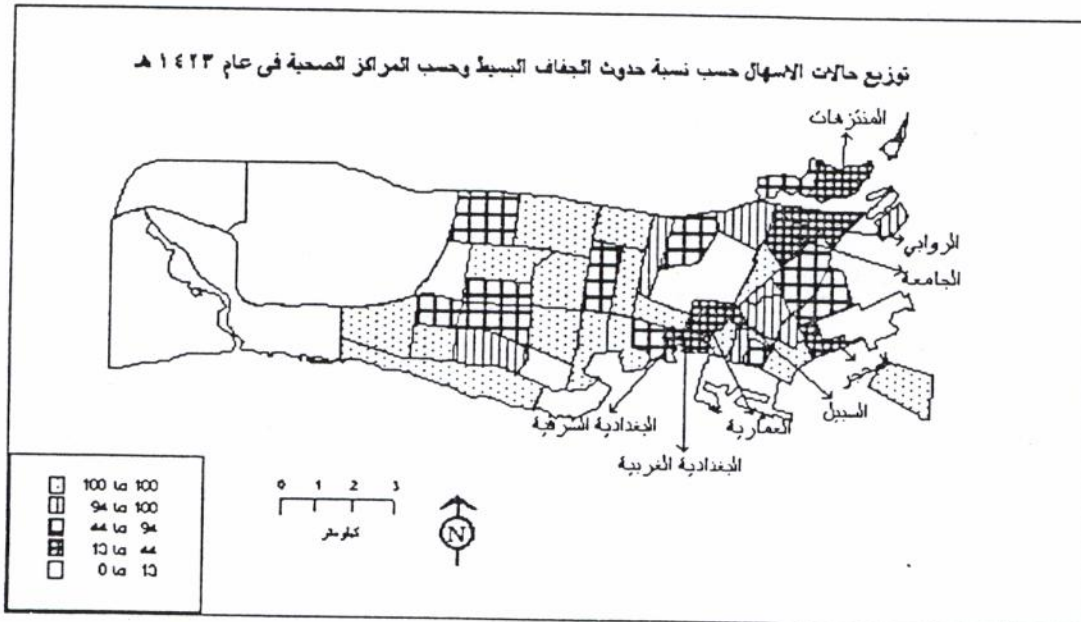 توزيع حالات الاسهال حسب نسبة حدوث الجفاف البسيط وحسب المراكز الصحية فى عام ١٤٢٣ هـ
المنتزهات
الروابي
الجامعة
السبيل
العمارية
البغدادية الشرقية
البغدادية الغربية
100 ما 100
94 ما 100
44 ما 94
13 ما 44
0 ما 13
0 1 2 3
كيلومتر
N